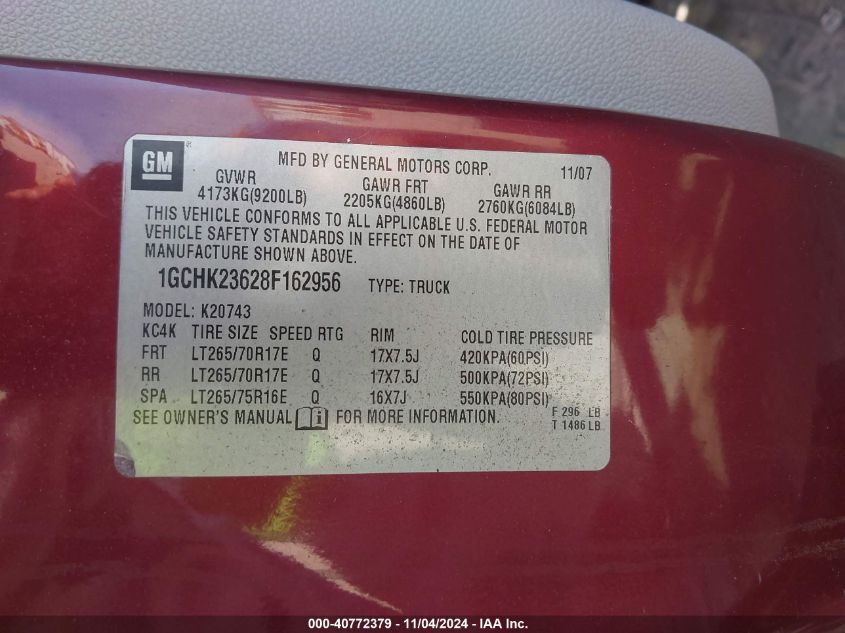 GM MFD BY GENERAL MOTORS CORP. 11/07
GVWR GAWR FRT GAWR RR
4173KG(9200LB) 2205KG(4860LB) 2760KG(6084LB)
THIS VEHICLE CONFORMS TO ALL APPLICABLE U.S. FEDERAL MOTOR
VEHICLE SAFETY STANDARDS IN EFFECT ON THE DATE OF
MANUFACTURE SHOWN ABOVE.
1GCHK23628F162956 TYPE: TRUCK
MODEL: K20743
KC4K TIRE SIZE SPEED RTG RIM COLD TIRE PRESSURE
FRT LT265/70R17E Q 17X7.5J 420KPA(60PSI)
RR LT265/70R17E Q 17X7.5J 500KPA(72PSI)
SPA LT265/75R16E Q 16X7J 550KPA(80PSI)
SEE OWNER'S MANUAL FOR MORE INFORMATION. F 296 LB
T 1486 LB
000-40772379 - 11/04/2024 - IAA Inc.